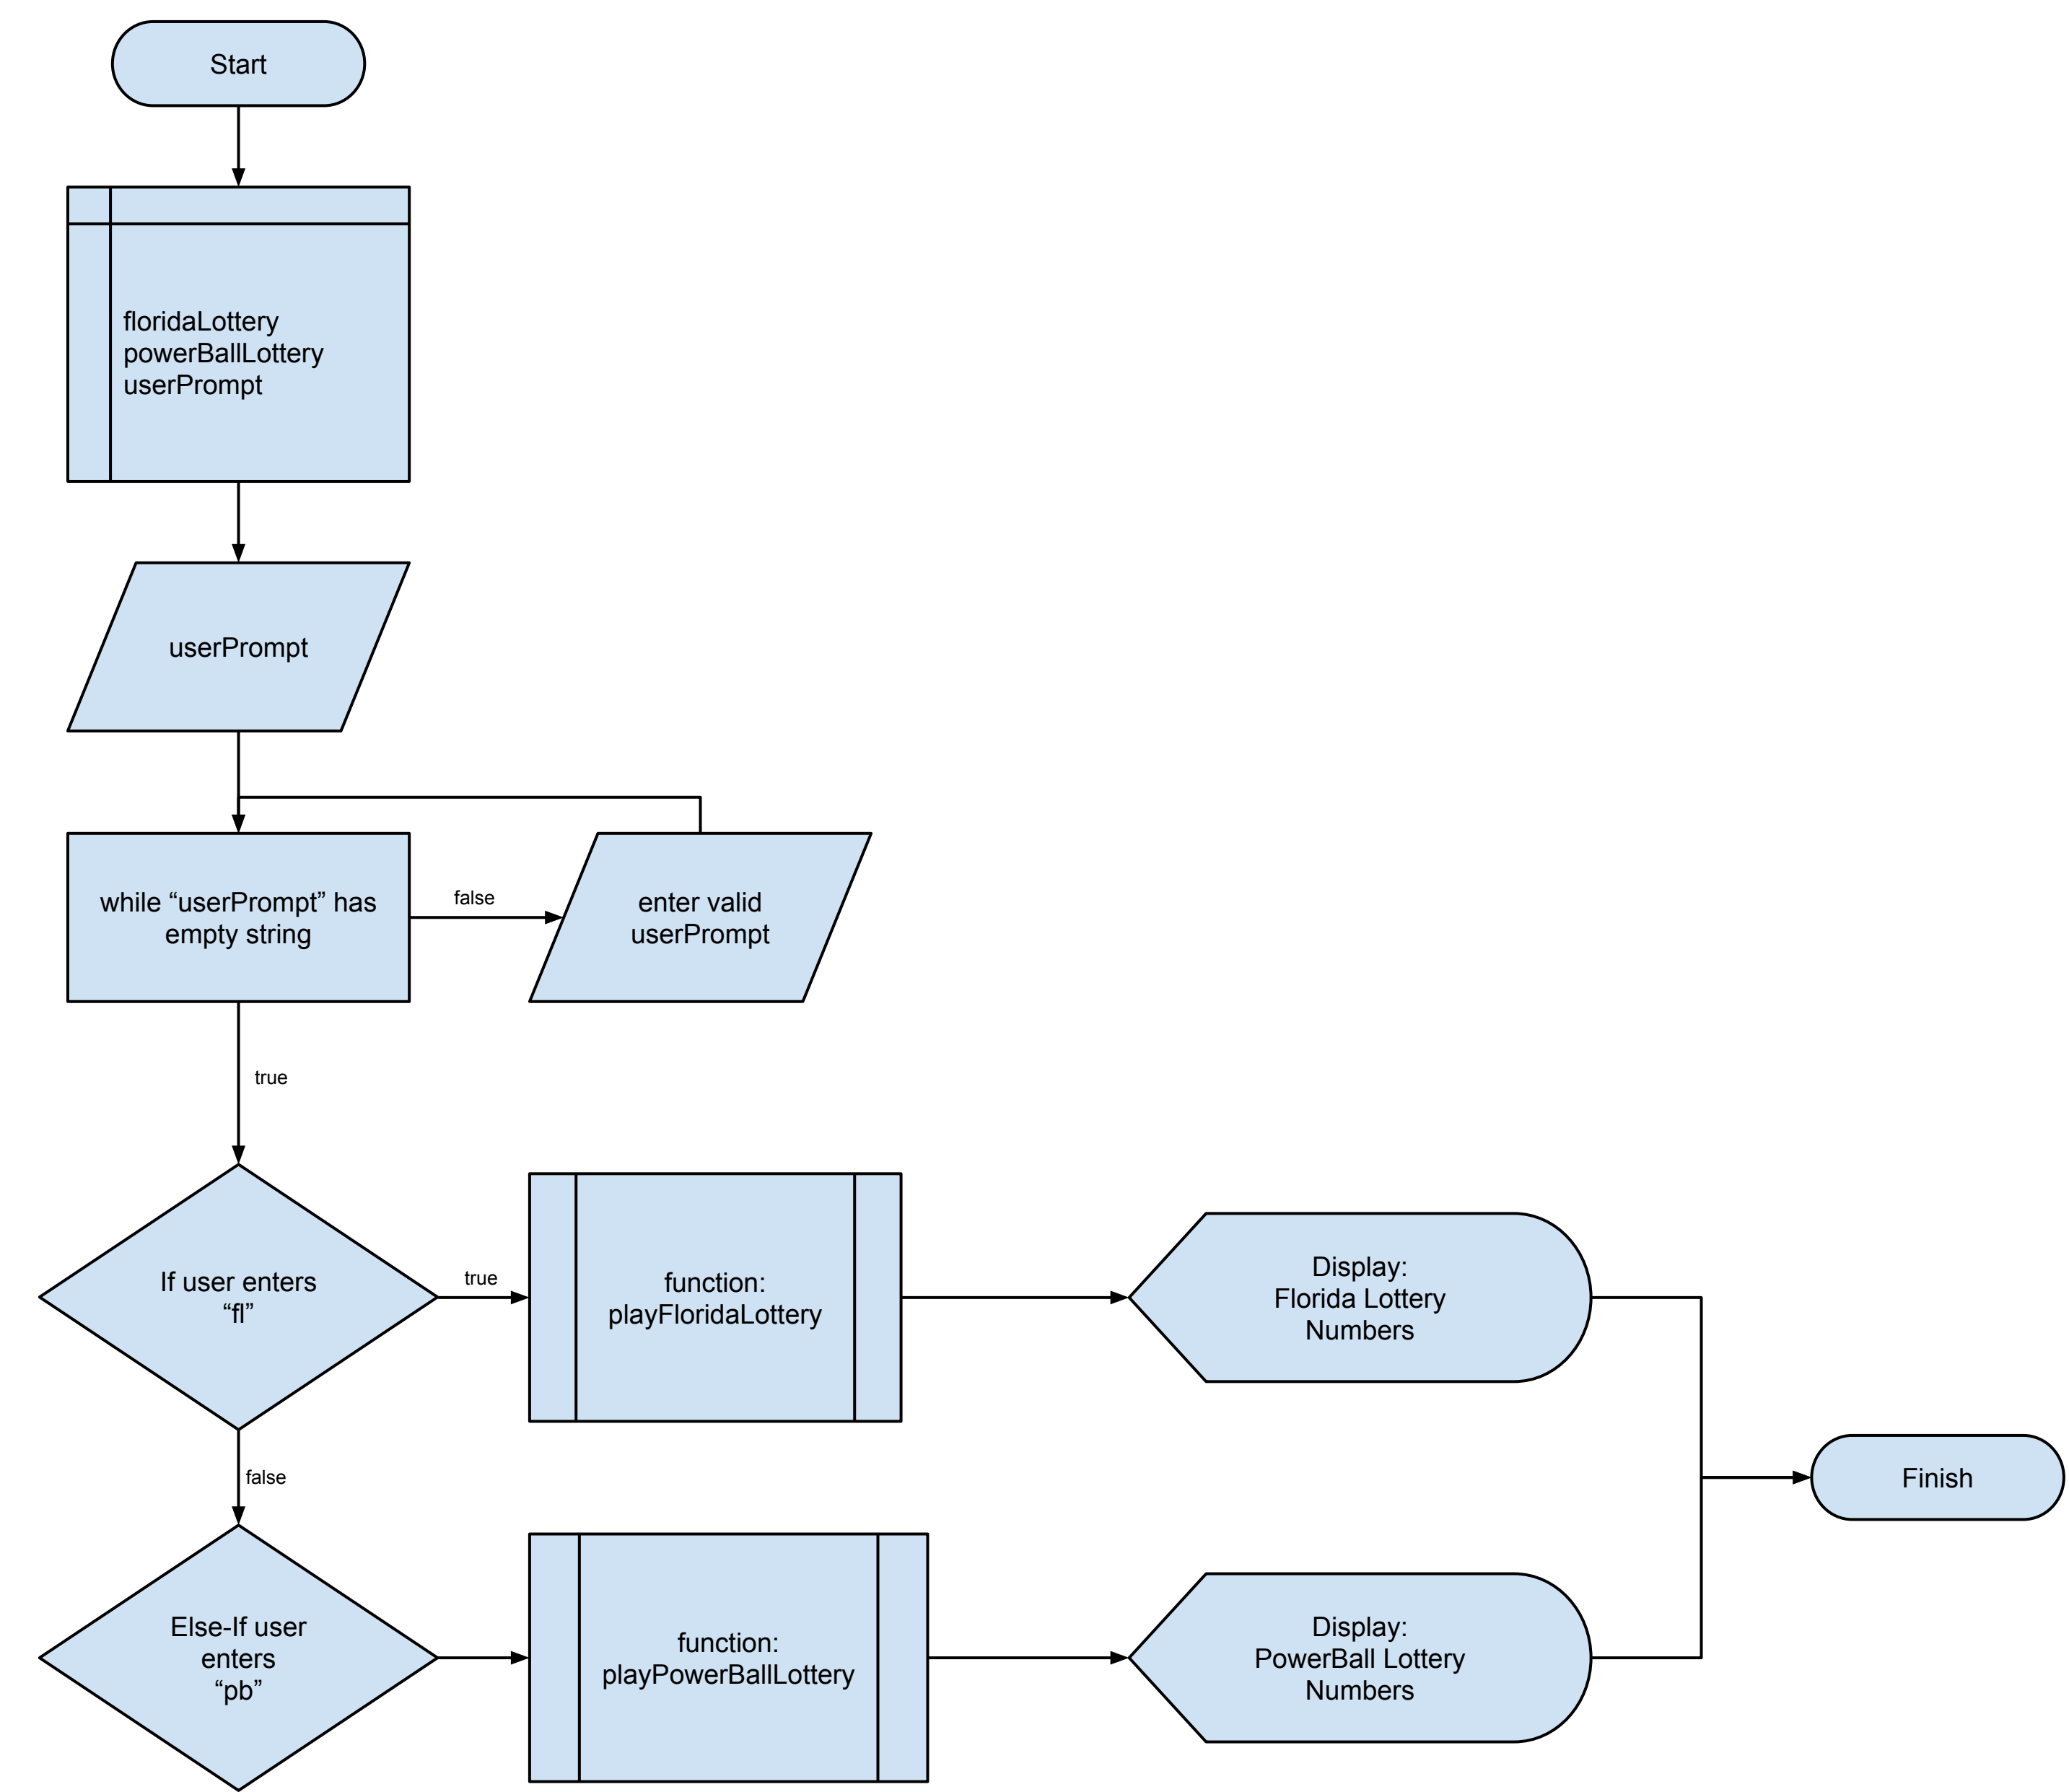 Start
floridaLottery
powerBallLottery
userPrompt
userPrompt
while “userPrompt” has
empty string
false
enter valid
userPrompt
true
If user enters
“fl”
true
function:
playFloridaLottery
Display:
Florida Lottery
Numbers
false
Finish
Else-If user
enters
“pb”
function:
playPowerBallLottery
Display:
PowerBall Lottery
Numbers